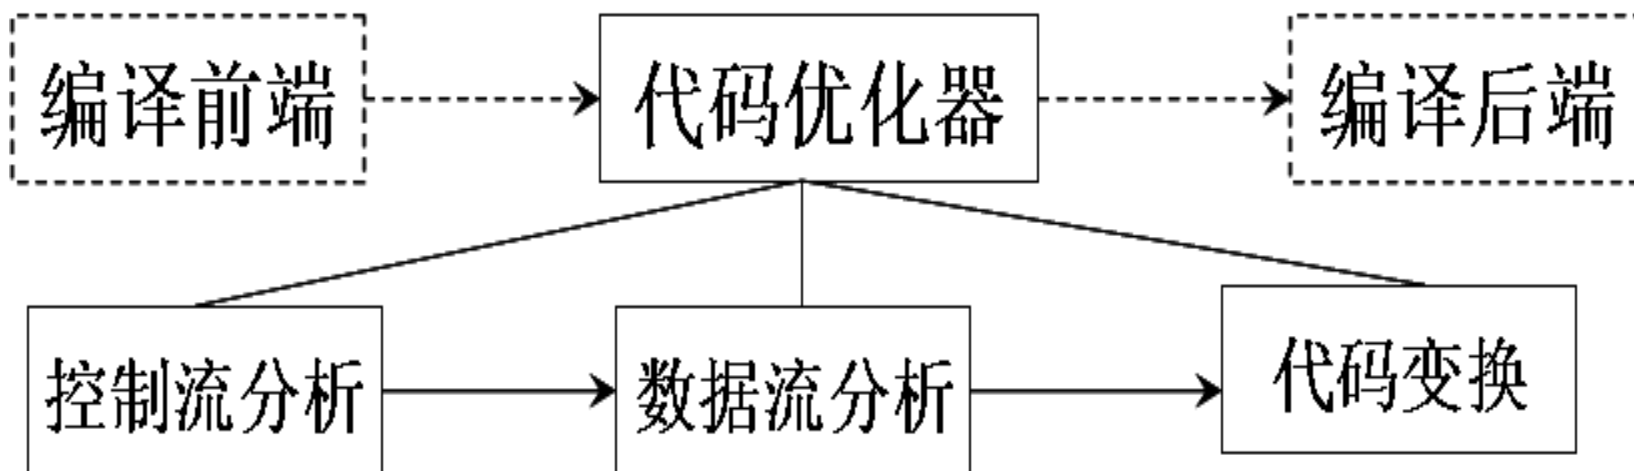 编译前端
代码优化器
编译后端
控制流分析
数据流分析
代码变换